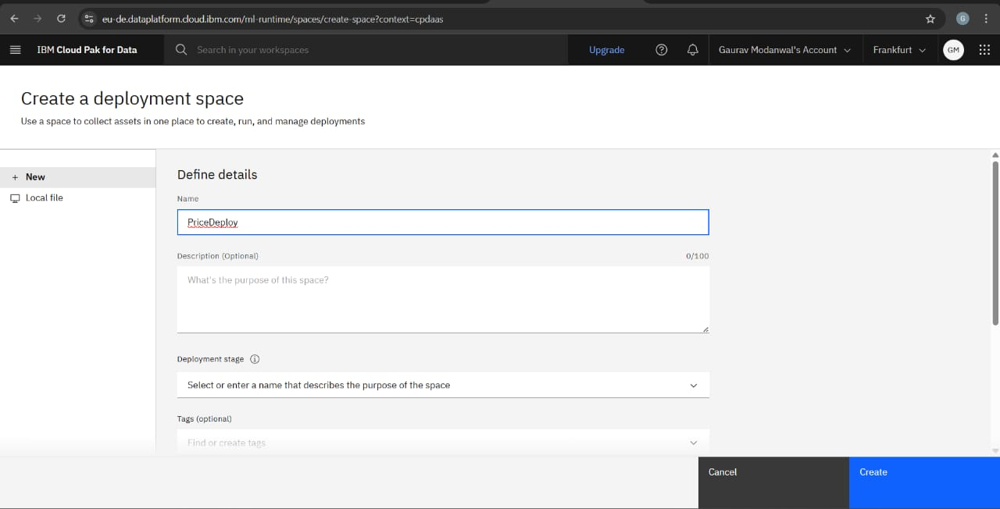 eu-de.dataplatform.cloud.ibm.com/ml-runtime/spaces/create-space?context=cpdaas
G
IBM Cloud Pak for Data
Search in your workspaces
Upgrade
Gaurav Modanwal's Account
Frankfurt
GM
Create a deployment space
Use a space to collect assets in one place to create, run, and manage deployments
+ New
Local file
Define details
Name
PriceDeploy
Description (Optional)
0/100
What's the purpose of this space?
Deployment stage
Select or enter a name that describes the purpose of the space
Tags (optional)
Find or create tags
Cancel
Create